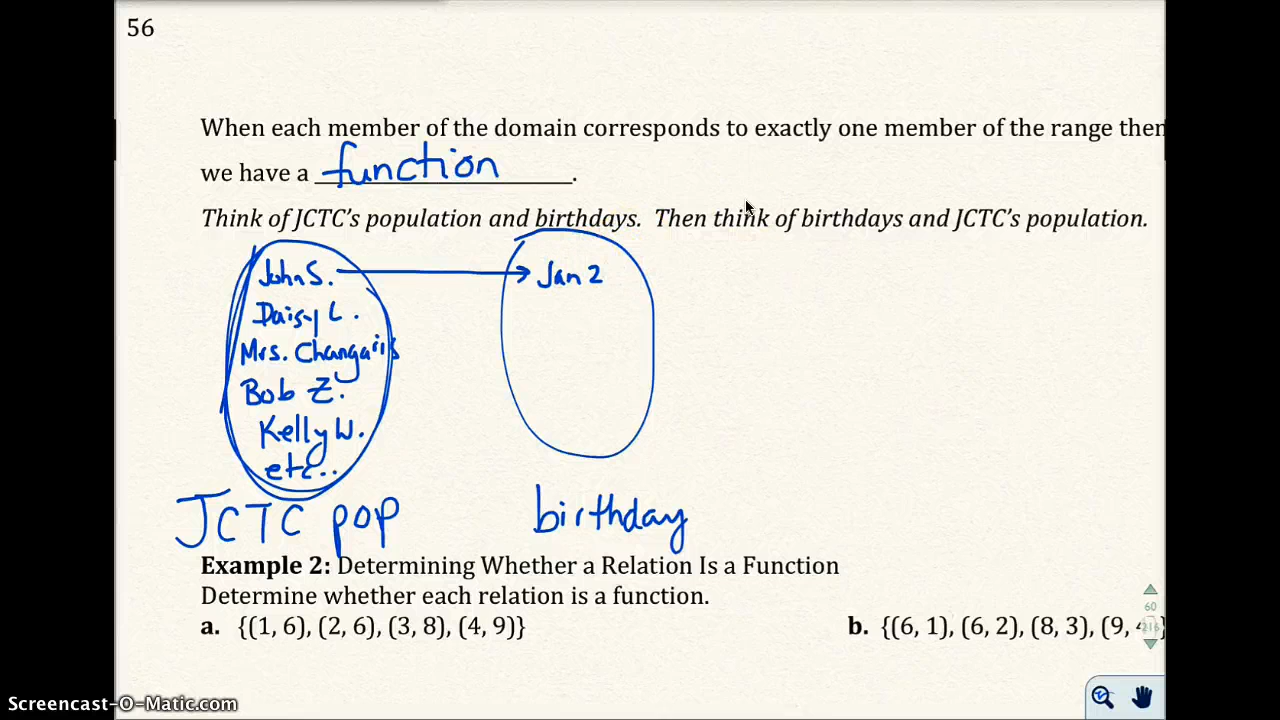 56
When each member of the domain corresponds to exactly one member of the range then
we have a function.
Think of JCTC's population and birthdays. Then think of birthdays and JCTC's population.
John S. Jan 2
Daisy L.
Mrs. Changaris
Bob Z.
Kelly W.
etc..
JCTC pop birthday
Example 2: Determining Whether a Relation Is a Function
Determine whether each relation is a function.
a. {(1, 6), (2, 6), (3, 8), (4, 9)} b. {(6, 1), (6, 2), (8, 3), (9,
60
216
Screencast-O-Matic.com